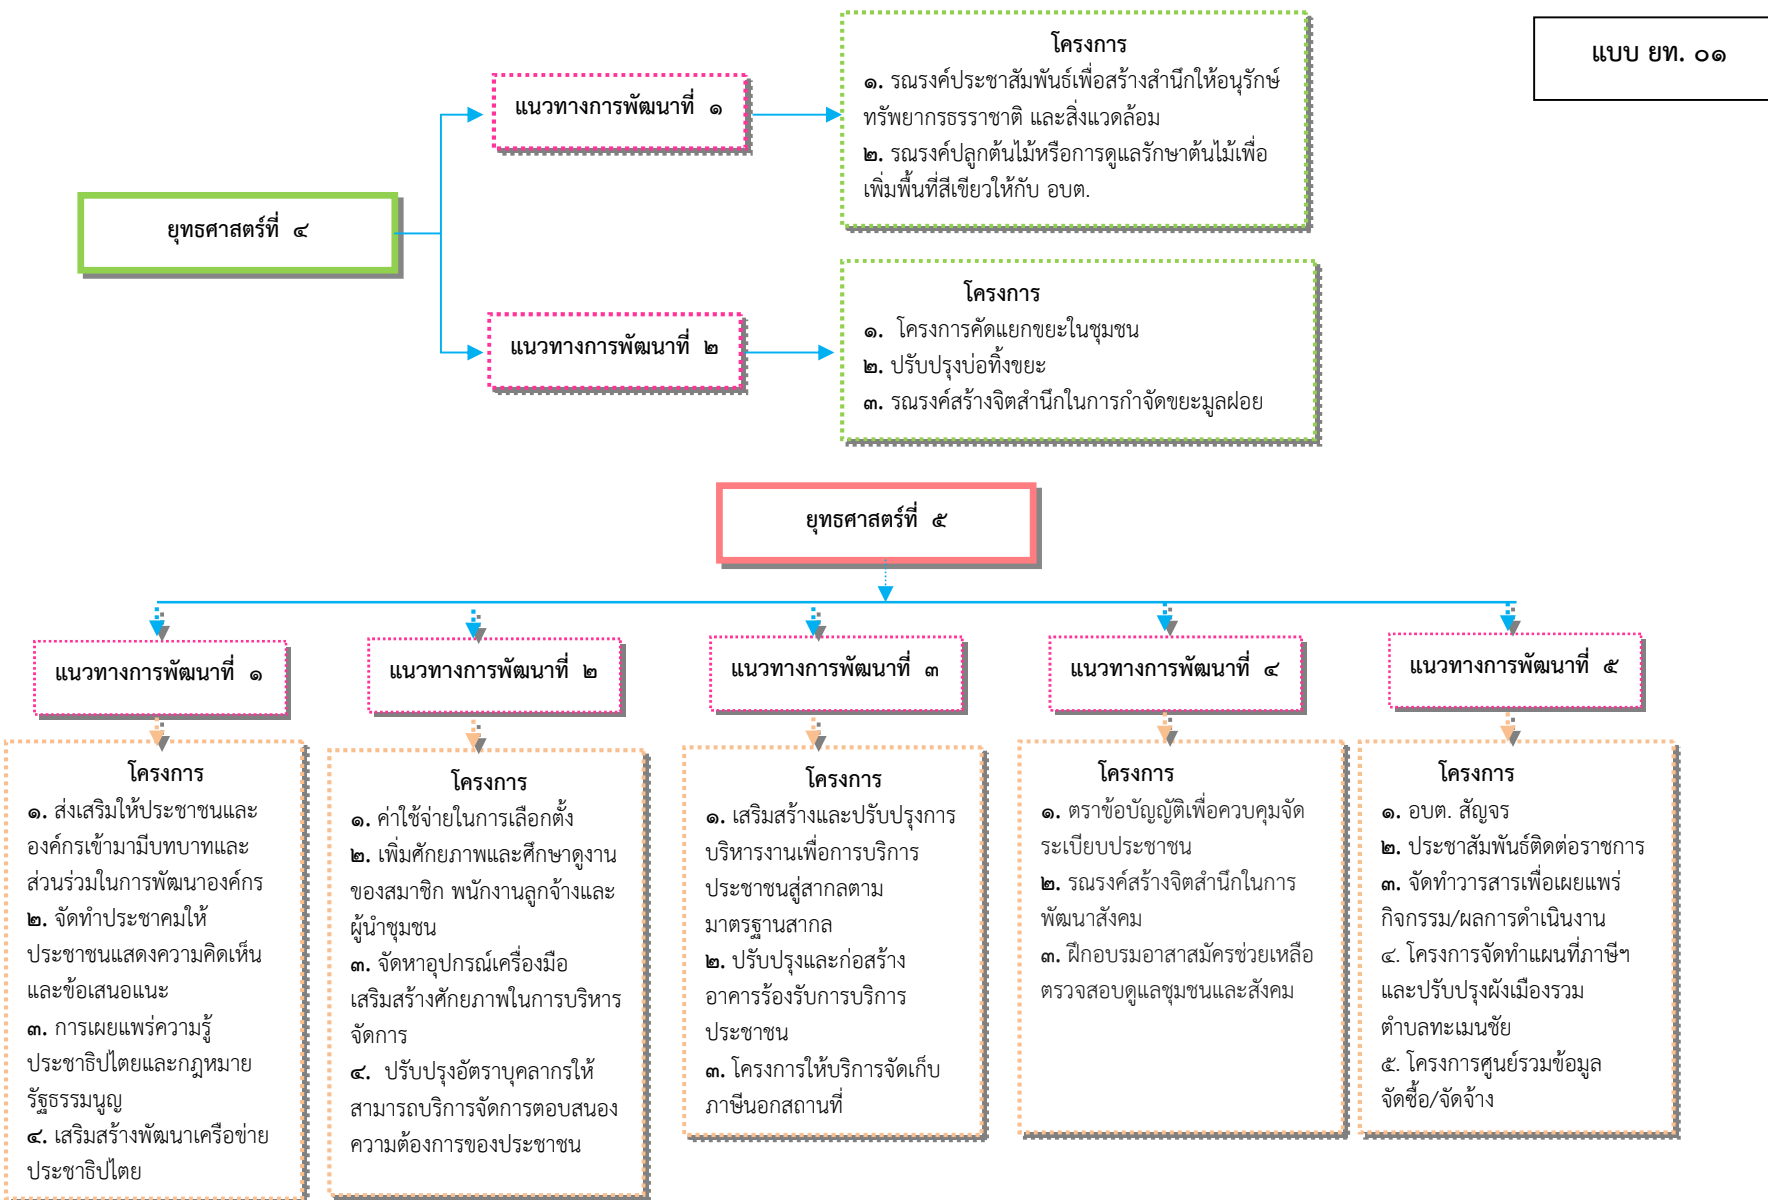 แบบ ยท. ๐๑
ยุทธศาสตร์ที่ ๔
แนวทางการพัฒนาที่ ๑
โครงการ
๑. รณรงค์ประชาสัมพันธ์เพื่อสร้างสำนึกให้อนุรักษ์
ทรัพยากรธรราชาติ และสิ่งแวดล้อม
๒. รณรงค์ปลูกต้นไม้หรือการดูแลรักษาต้นไม้เพื่อ
เพิ่มพื้นที่สีเขียวให้กับ อบต.
แนวทางการพัฒนาที่ ๒
โครงการ
๑. โครงการคัดแยกขยะในชุมชน
๒. ปรับปรุงบ่อทิ้งขยะ
๓. รณรงค์สร้างจิตสำนึกในการกำจัดขยะมูลฝอย
ยุทธศาสตร์ที่ ๕
แนวทางการพัฒนาที่ ๑
โครงการ
๑. ส่งเสริมให้ประชาชนและ
องค์กรเข้ามามีบทบาทและ
ส่วนร่วมในการพัฒนาองค์กร
๒. จัดทำประชาคมให้
ประชาชนแสดงความคิดเห็น
และข้อเสนอแนะ
๓. การเผยแพร่ความรู้
ประชาธิปไตยและกฎหมาย
รัฐธรรมนูญ
๔. เสริมสร้างพัฒนาเครือข่าย
ประชาธิปไตย
แนวทางการพัฒนาที่ ๒
โครงการ
๑. ค่าใช้จ่ายในการเลือกตั้ง
๒. เพิ่มศักยภาพและศึกษาดูงาน
ของสมาชิก พนักงานลูกจ้างและ
ผู้นำชุมชน
๓. จัดหาอุปกรณ์เครื่องมือ
เสริมสร้างศักยภาพในการบริหาร
จัดการ
๔. ปรับปรุงอัตราบุคลากรให้
สามารถบริการจัดการตอบสนอง
ความต้องการของประชาชน
แนวทางการพัฒนาที่ ๓
โครงการ
๑. เสริมสร้างและปรับปรุงการ
บริหารงานเพื่อการบริการ
ประชาชนสู่สากลตาม
มาตรฐานสากล
๒. ปรับปรุงและก่อสร้าง
อาคารร้องรับการบริการ
ประชาชน
๓. โครงการให้บริการจัดเก็บ
ภาษีนอกสถานที่
แนวทางการพัฒนาที่ ๔
โครงการ
๑. ตราข้อบัญญัติเพื่อควบคุมจัด
ระเบียบประชาชน
๒. รณรงค์สร้างจิตสำนึกในการ
พัฒนาสังคม
๓. ฝึกอบรมอาสาสมัครช่วยเหลือ
ตรวจสอบดูแลชุมชนและสังคม
แนวทางการพัฒนาที่ ๕
โครงการ
๑. อบต. สัญจร
๒. ประชาสัมพันธ์ติดต่อราชการ
๓. จัดทำวารสารเพื่อเผยแพร่
กิจกรรม/ผลการดำเนินงาน
๔. โครงการจัดทำแผนที่ภาษีฯ
และปรับปรุงผังเมืองรวม
ตำบลทะเมนชัย
๕. โครงการศูนย์รวมข้อมูล
จัดซื้อ/จัดจ้าง